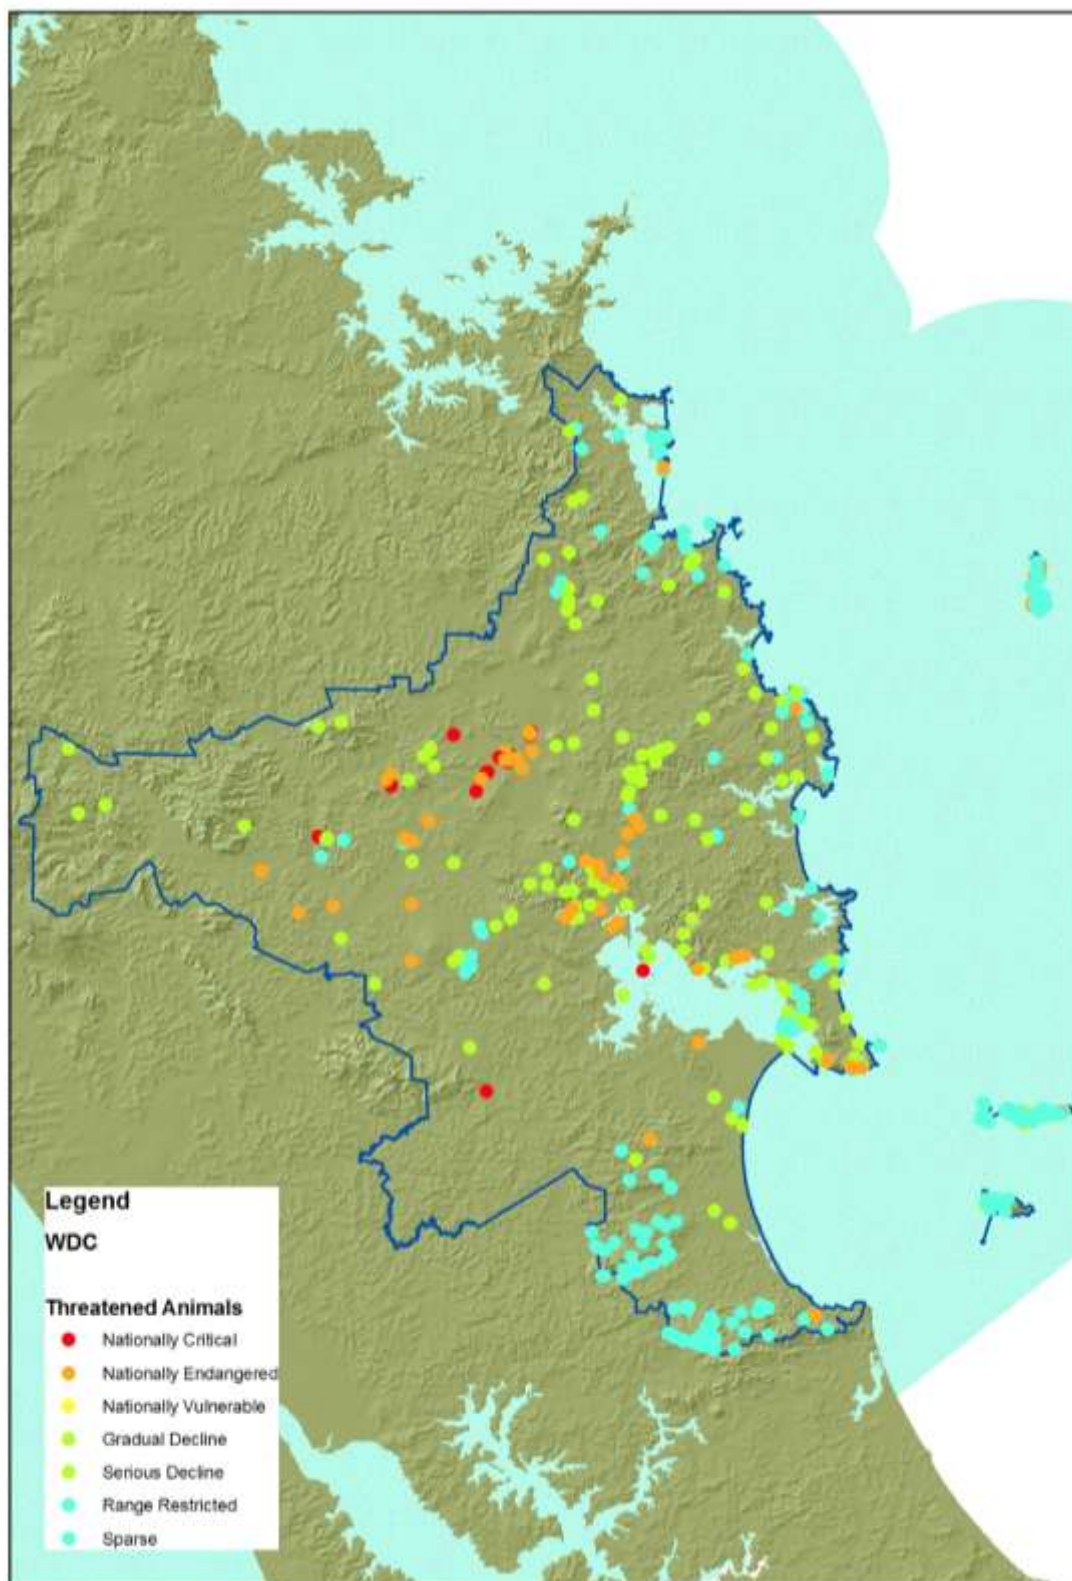 Legend
WDC
Threatened Animals
Nationally Critical
Nationally Endangered
Nationally Vulnerable
Gradual Decline
Serious Decline
Range Restricted
Sparse